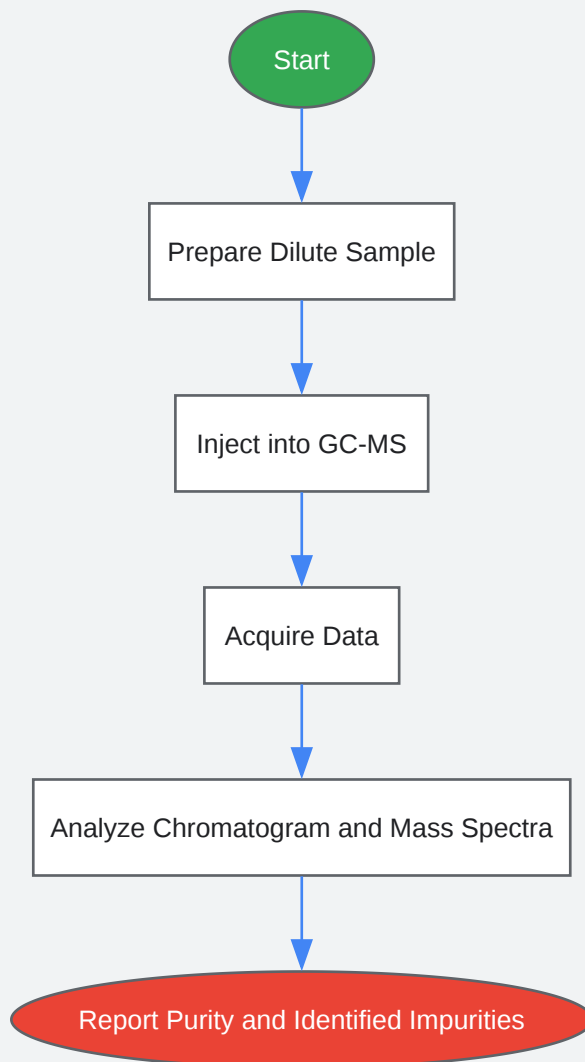 Start
Prepare Dilute Sample
Inject into GC-MS
Acquire Data
Analyze Chromatogram and Mass Spectra
Report Purity and Identified Impurities